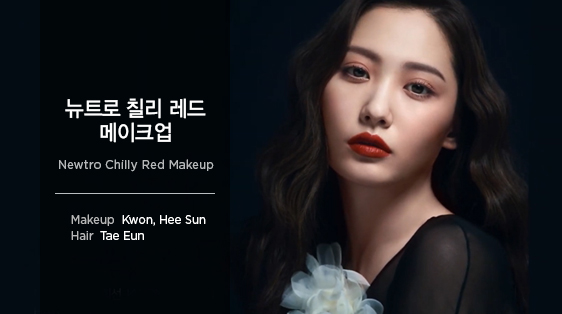 뉴트로 칠리 레드
메이크업
Newtro Chilly Red Makeup
Makeup Kwon, Hee Sun
Hair Tae Eun